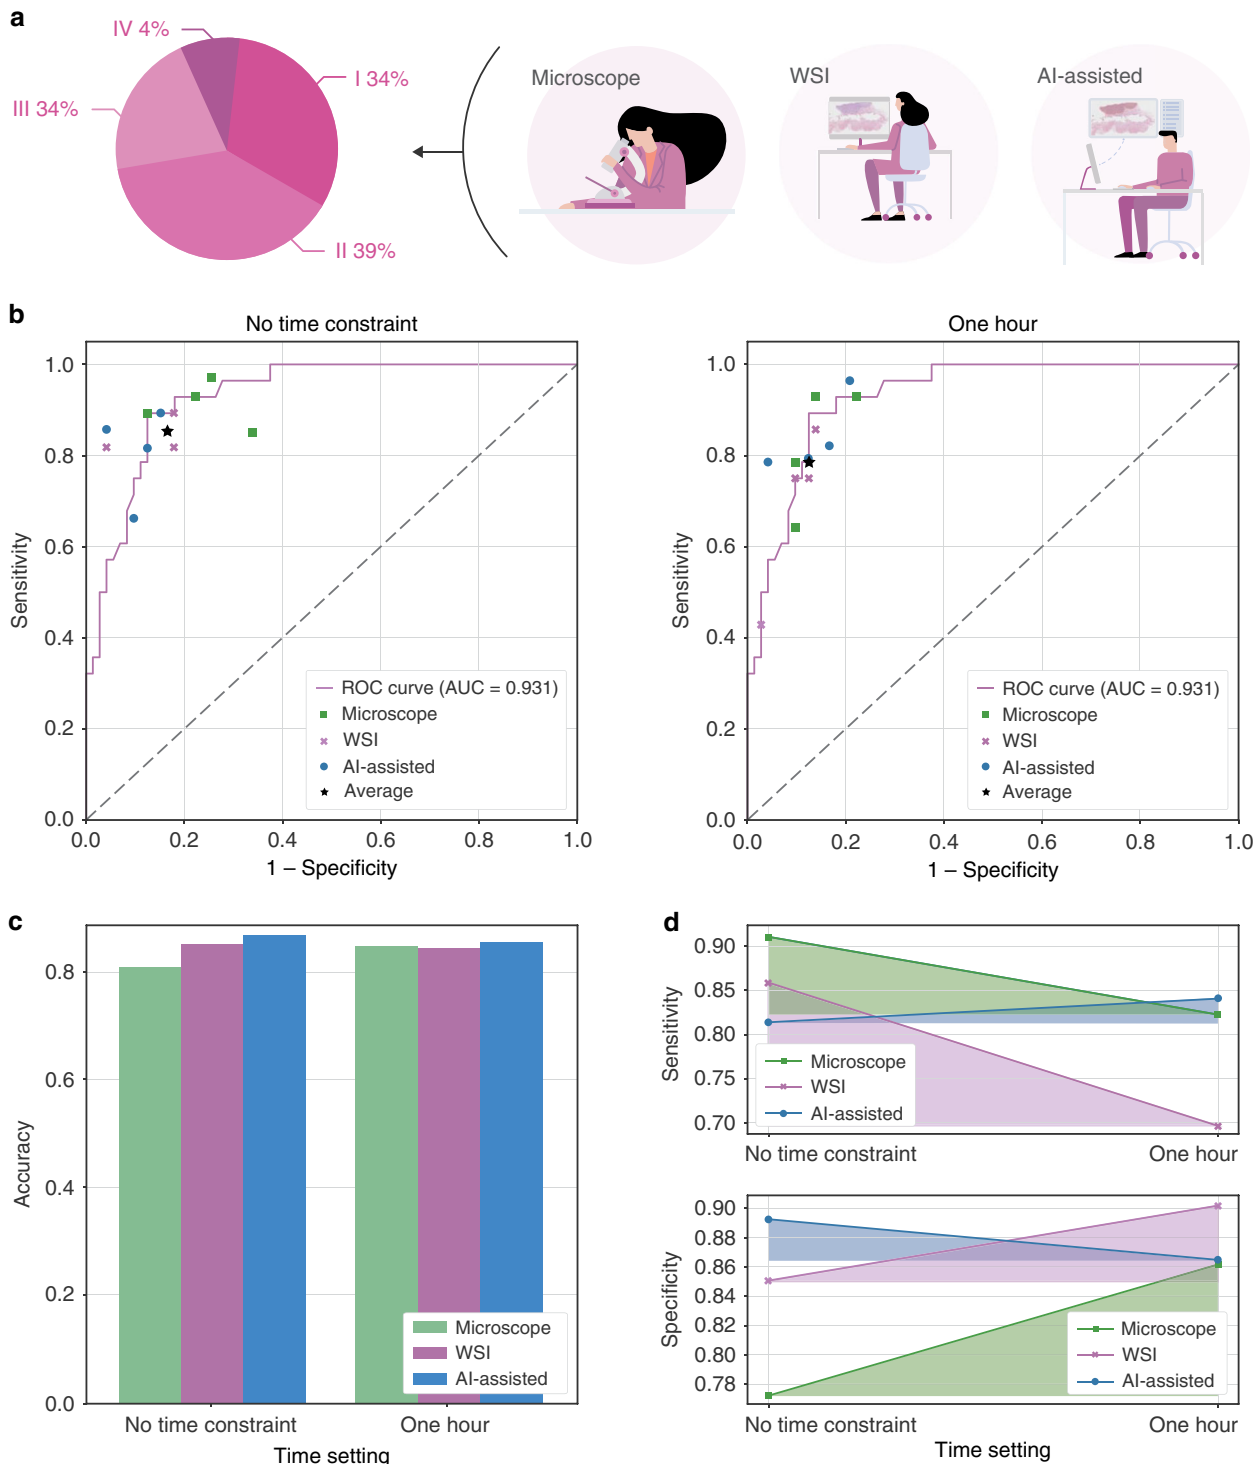 a
IV 4%
I 34%
III 34%
II 39%
Microscope
WSI
AI-assisted
b
No time constraint
1.0
0.8
0.6
0.4
0.2
0.0
Sensitivity
ROC curve (AUC = 0.931)
Microscope
WSI
AI-assisted
Average
0.0 0.2 0.4 0.6 0.8 1.0
1 – Specificity
One hour
1.0
0.8
0.6
0.4
0.2
0.0
Sensitivity
ROC curve (AUC = 0.931)
Microscope
WSI
AI-assisted
Average
0.0 0.2 0.4 0.6 0.8 1.0
1 – Specificity
c
0.8
0.6
0.4
0.2
0.0
Accuracy
Microscope
WSI
AI-assisted
No time constraint One hour
Time setting
d
0.90
0.85
0.80
0.75
0.70
Sensitivity
Microscope
WSI
AI-assisted
No time constraint One hour
0.90
0.88
0.86
0.84
0.82
0.80
0.78
Specificity
Microscope
WSI
AI-assisted
No time constraint One hour
Time setting